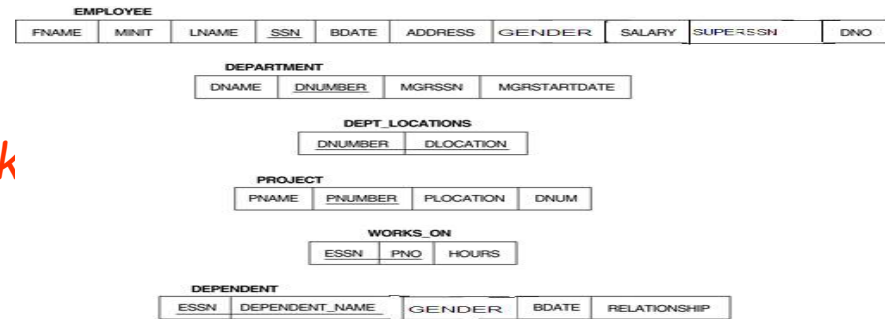 EMPLOYEE
FNAME MINIT LNAME SSN BDATE ADDRESS GENDER SALARY SUPERSSN DNO
DEPARTMENT
DNAME DNUMBER MGRSSN MGRSTARTDATE
DEPT_LOCATIONS
DNUMBER DLOCATION
k
PROJECT
PNAME PNUMBER PLOCATION DNUM
WORKS_ON
ESSN PNO HOURS
DEPENDENT
ESSN DEPENDENT_NAME GENDER BDATE RELATIONSHIP